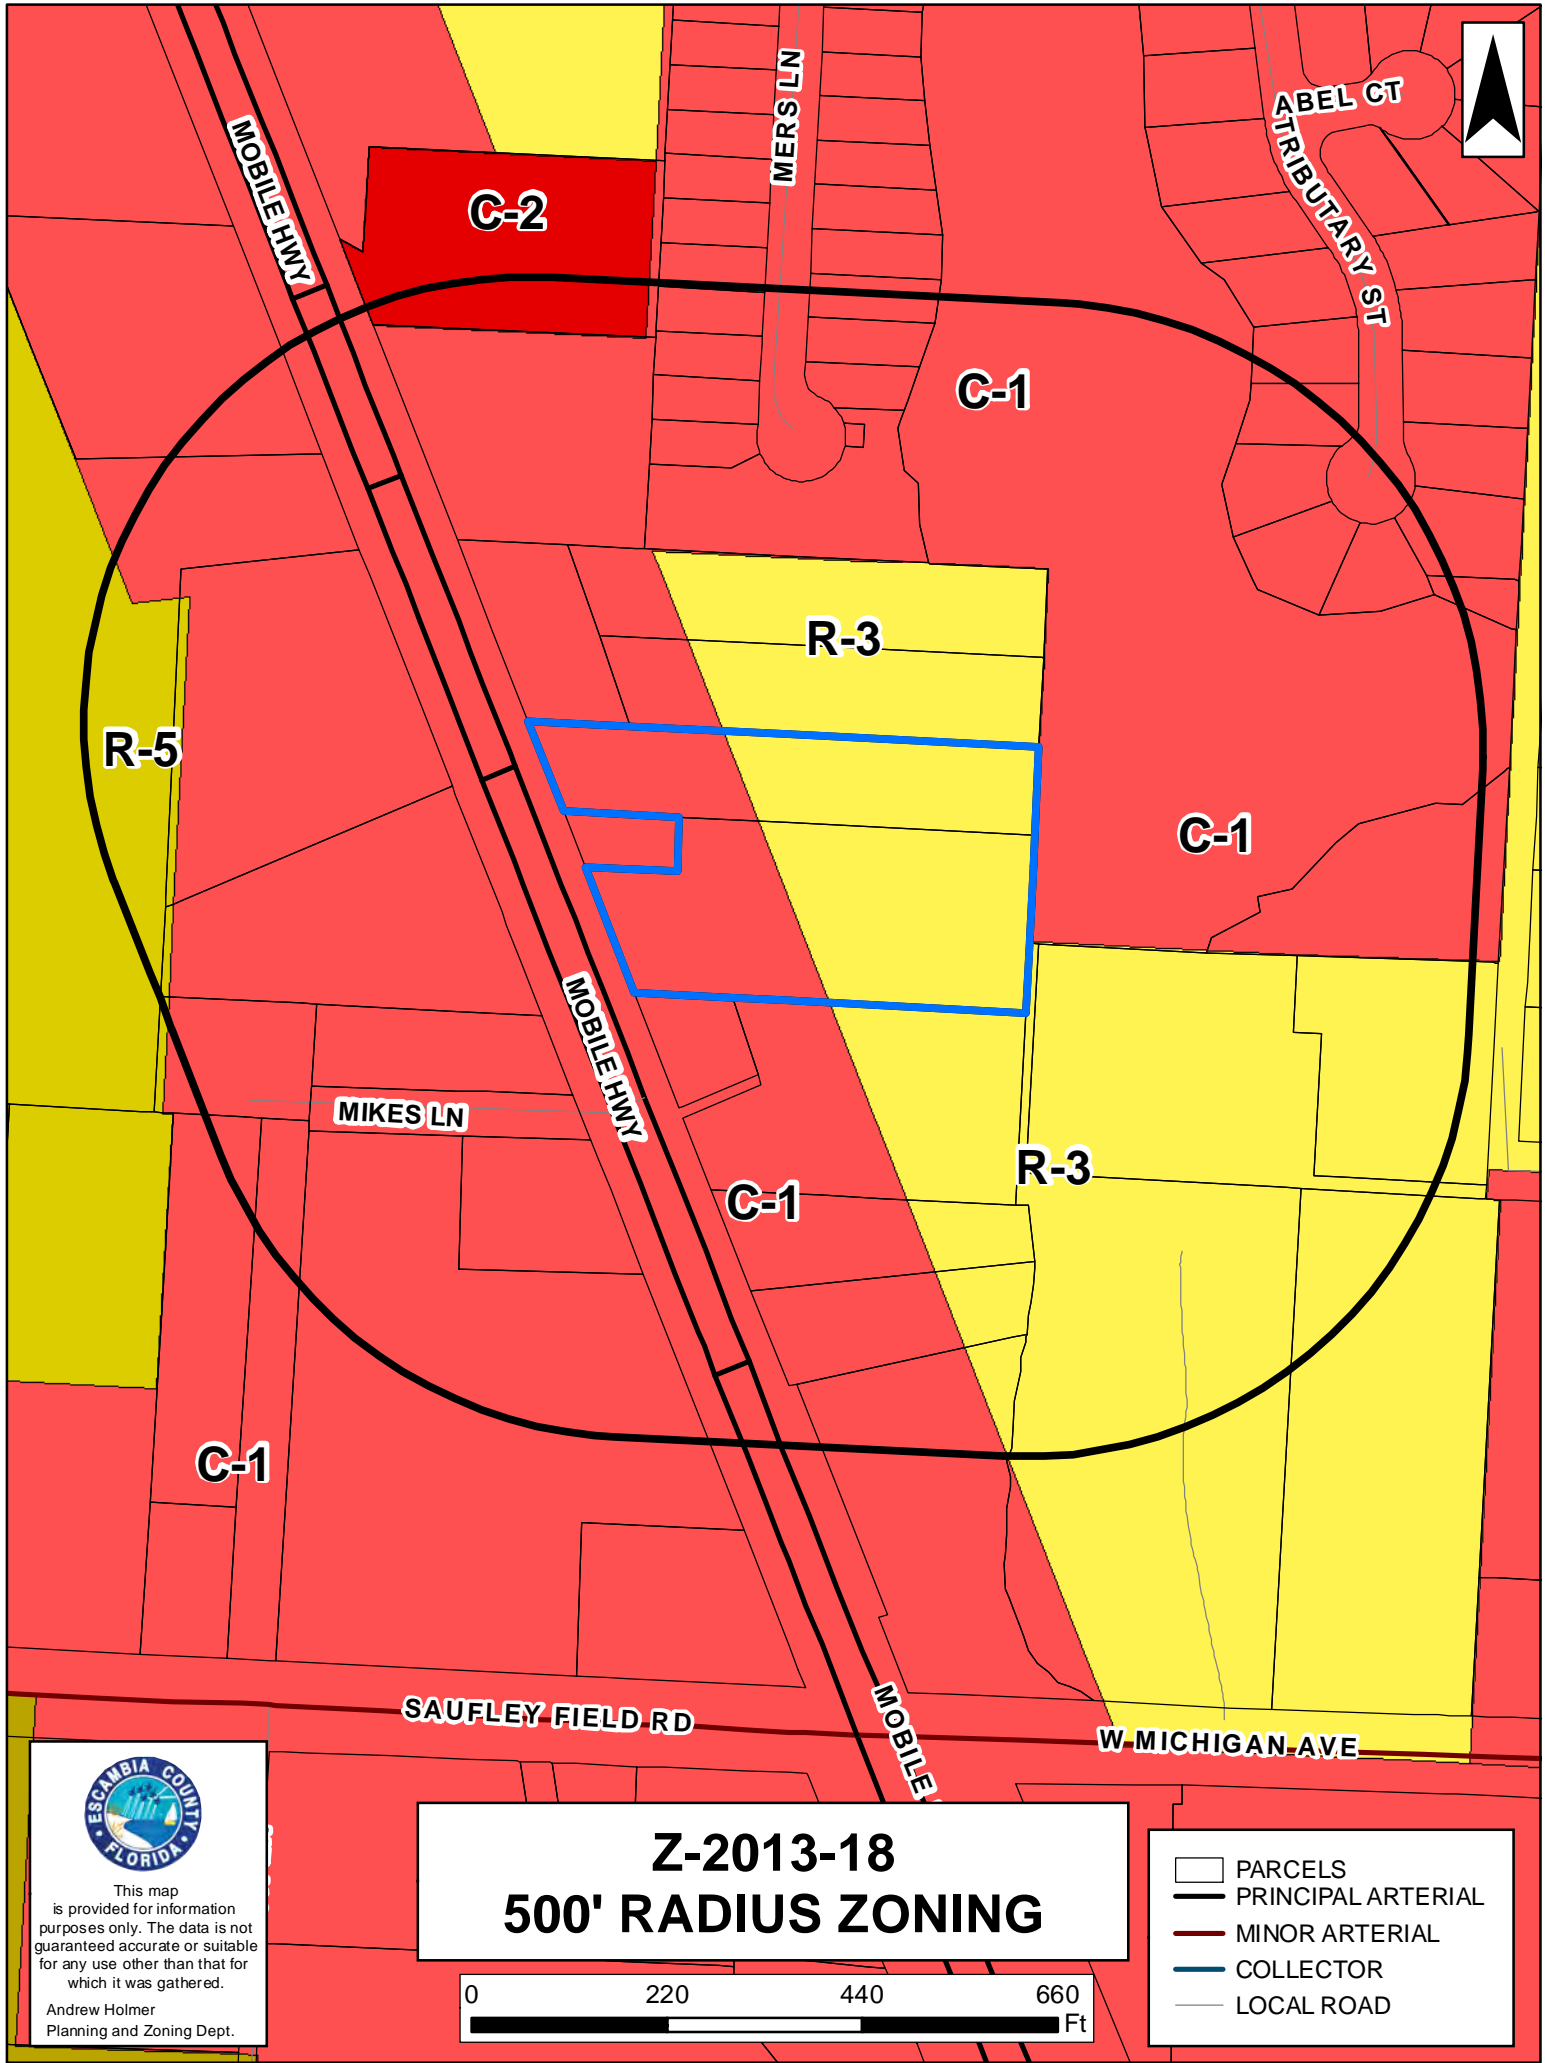 MOBILE HWY
MERS LN
ABEL CT
TRIBUTARY ST
C-2
C-1
R-3
R-5
C-1
MOBILE HWY
MIKES LN
R-3
C-1
C-1
SAUFLEY FIELD RD
MOBILE
W MICHIGAN AVE
ESCAMBIA COUNTY
FLORIDA
This map
is provided for information
purposes only. The data is not
guaranteed accurate or suitable
for any use other than that for
which it was gathered.
Andrew Holmer
Planning and Zoning Dept.
Z-2013-18
500' RADIUS ZONING
0 220 440 660
Ft
PARCELS
PRINCIPAL ARTERIAL
MINOR ARTERIAL
COLLECTOR
LOCAL ROAD